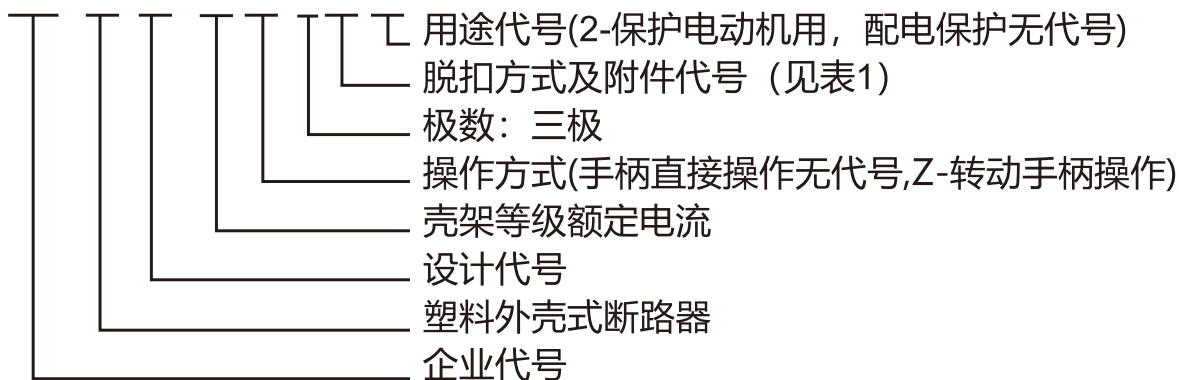 用途代号(2-保护电动机用，配电保护无代号)
脱扣方式及附件代号（见表1）
极数：三极
操作方式(手柄直接操作无代号,Z-转动手柄操作)
壳架等级额定电流
设计代号
塑料外壳式断路器
企业代号